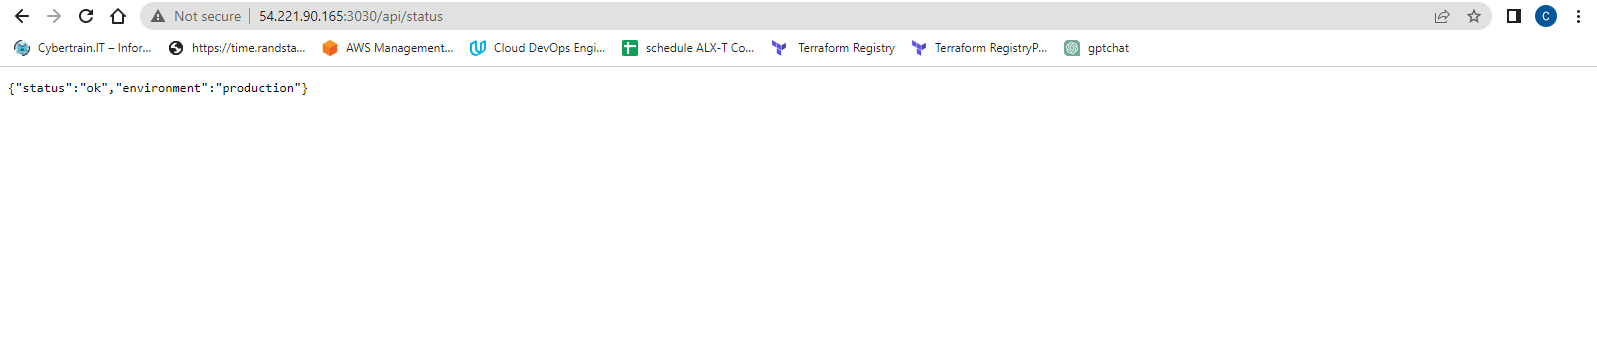 Not secure 54.221.90.165:3030/api/status C
Cybertrain.IT – Infor... https://time.randsta... AWS Management... Cloud DevOps Engi... schedule ALX-T Co... Terraform Registry Terraform RegistryP... gptchat
{"status":"ok","environment":"production"}